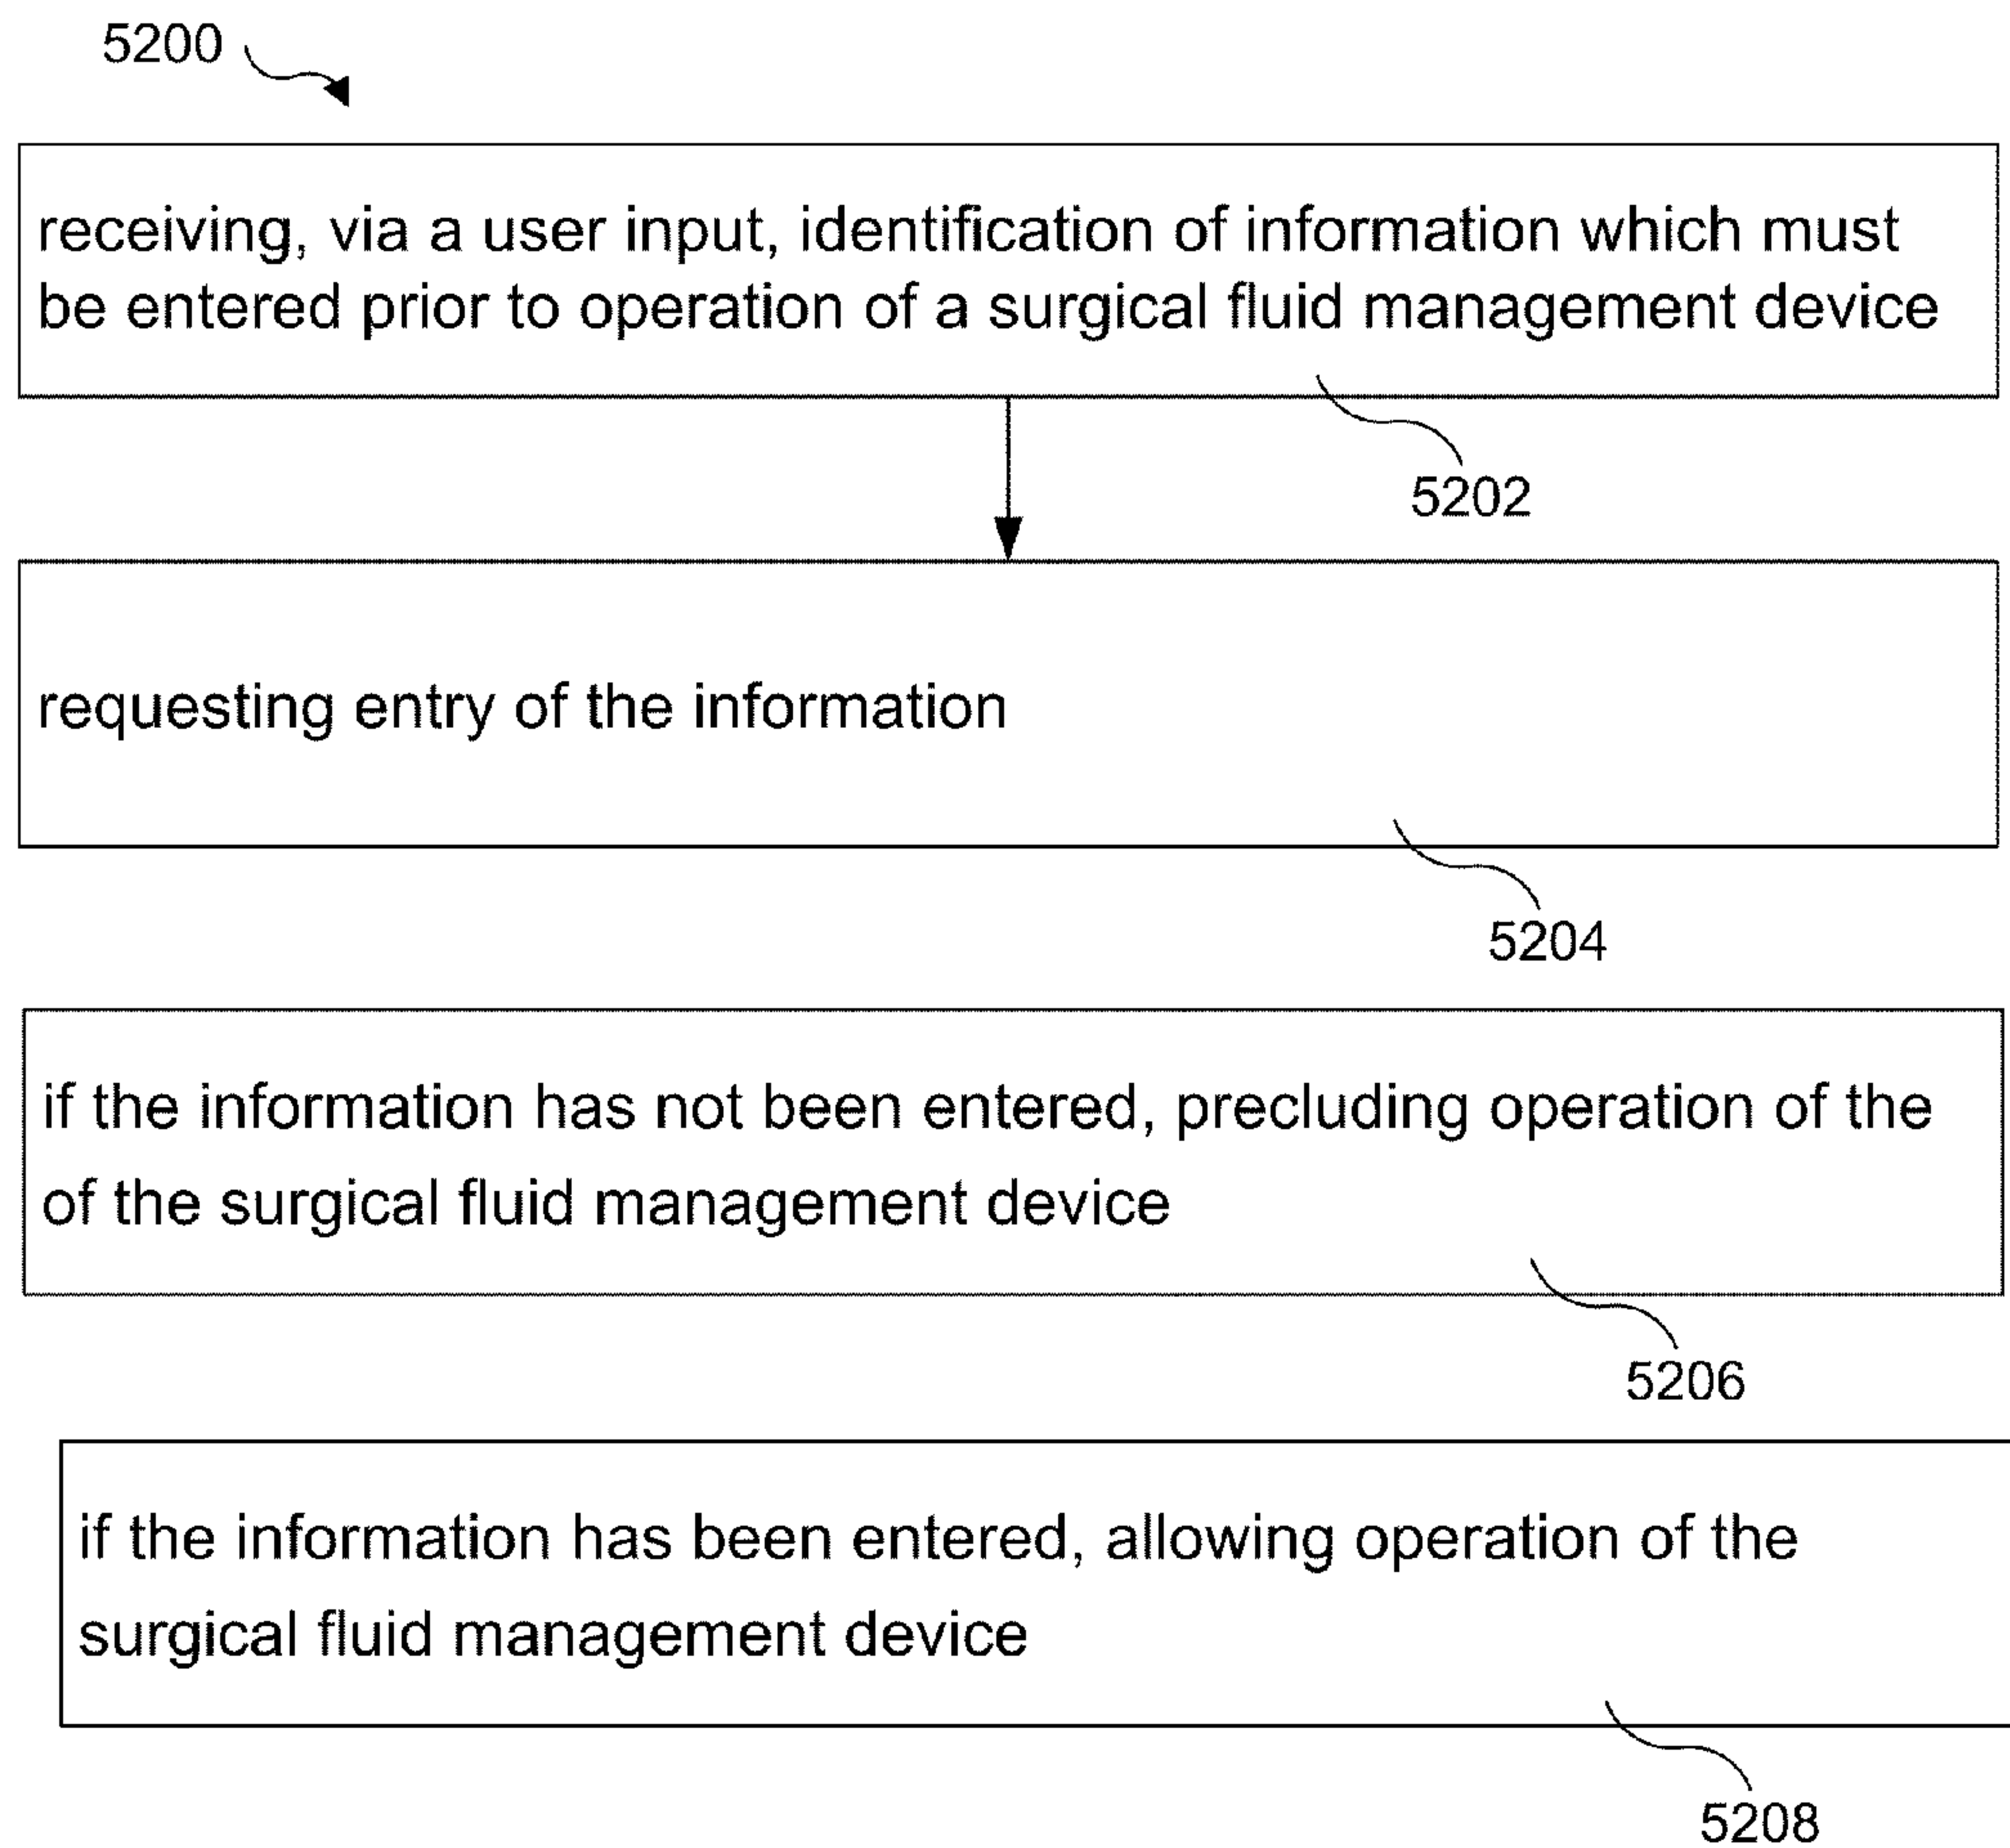 5200
receiving, via a user input, identification of information which must
be entered prior to operation of a surgical fluid management device
5202
requesting entry of the information
5204
if the information has not been entered, precluding operation of the
of the surgical fluid management device
5206
if the information has been entered, allowing operation of the
surgical fluid management device
5208